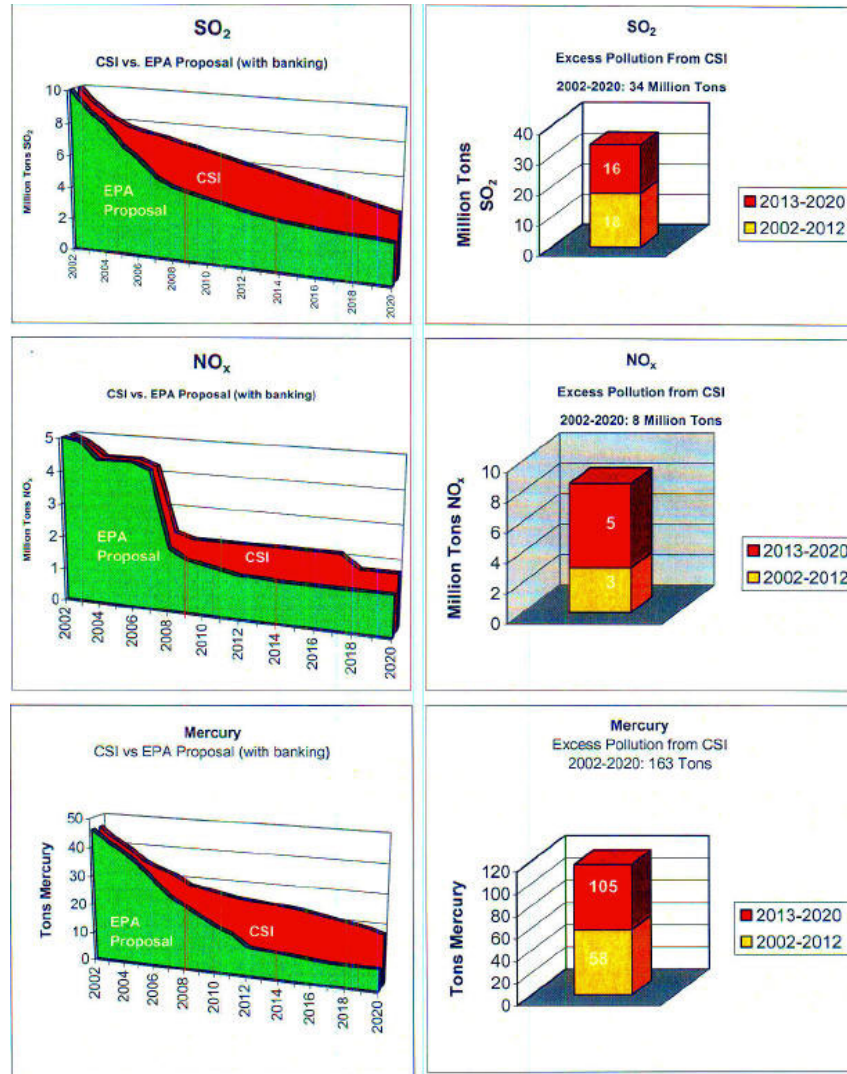 SO2
CSI vs. EPA Proposal (with banking)
Million Tons SO2
10
8
6
4
2
0
CSI
EPA
Proposal
2002
2004
2006
2008
2010
2012
2014
2016
2018
2020
SO2
Excess Pollution From CSI
2002-2020: 34 Million Tons
Million Tons
SO2
40
30
20
10
0
16
18
2013-2020
2002-2012
NOx
CSI vs. EPA Proposal (with banking)
Million Tons NOx
5
4
3
2
1
0
EPA
Proposal
CSI
2002
2004
2006
2008
2010
2012
2014
2016
2018
2020
NOx
Excess Pollution from CSI
2002-2020: 8 Million Tons
Million Tons NOx
10
8
6
4
2
0
5
3
2013-2020
2002-2012
Mercury
CSI vs EPA Proposal (with banking)
Tons Mercury
50
40
30
20
10
0
EPA
Proposal
CSI
2002
2004
2006
2008
2010
2012
2014
2016
2018
2020
Mercury
Excess Pollution from CSI
2002-2020: 163 Tons
Tons Mercury
120
100
80
60
40
20
0
105
58
2013-2020
2002-2012